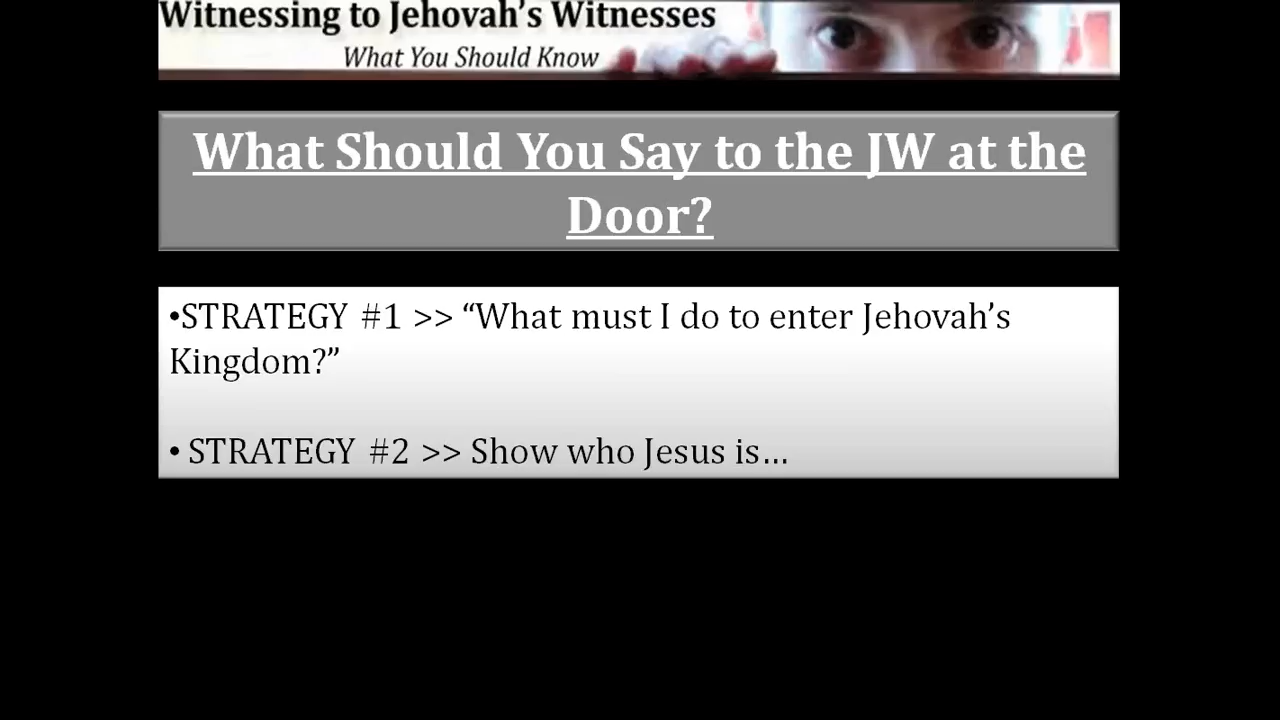 Witnessing to Jehovah’s Witnesses
What You Should Know
What Should You Say to the JW at the
Door?
•STRATEGY #1 >> “What must I do to enter Jehovah’s
Kingdom?”
• STRATEGY #2 >> Show who Jesus is…